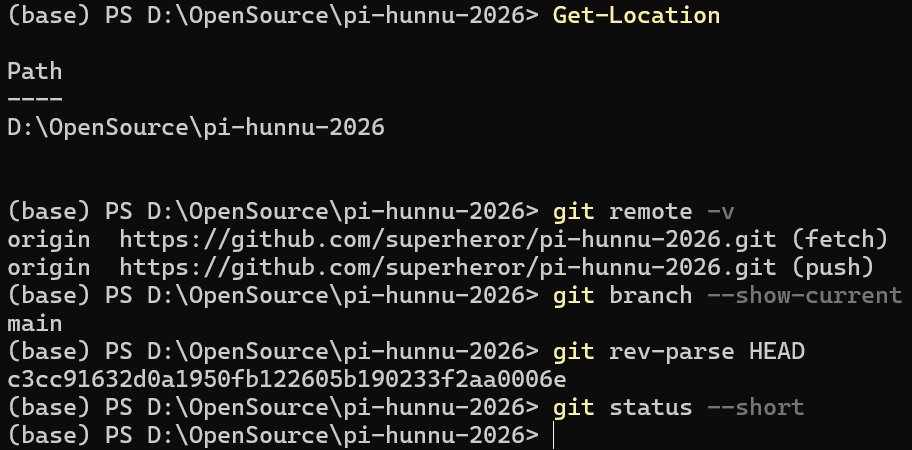 (base) PS D:\OpenSource\pi-hunnu-2026> Get-Location
Path
----
D:\OpenSource\pi-hunnu-2026
(base) PS D:\OpenSource\pi-hunnu-2026> git remote -v
origin  https://github.com/superheror/pi-hunnu-2026.git (fetch)
origin  https://github.com/superheror/pi-hunnu-2026.git (push)
(base) PS D:\OpenSource\pi-hunnu-2026> git branch --show-current
main
(base) PS D:\OpenSource\pi-hunnu-2026> git rev-parse HEAD
c3cc91632d0a1950fb122605b190233f2aa0006e
(base) PS D:\OpenSource\pi-hunnu-2026> git status --short
(base) PS D:\OpenSource\pi-hunnu-2026>